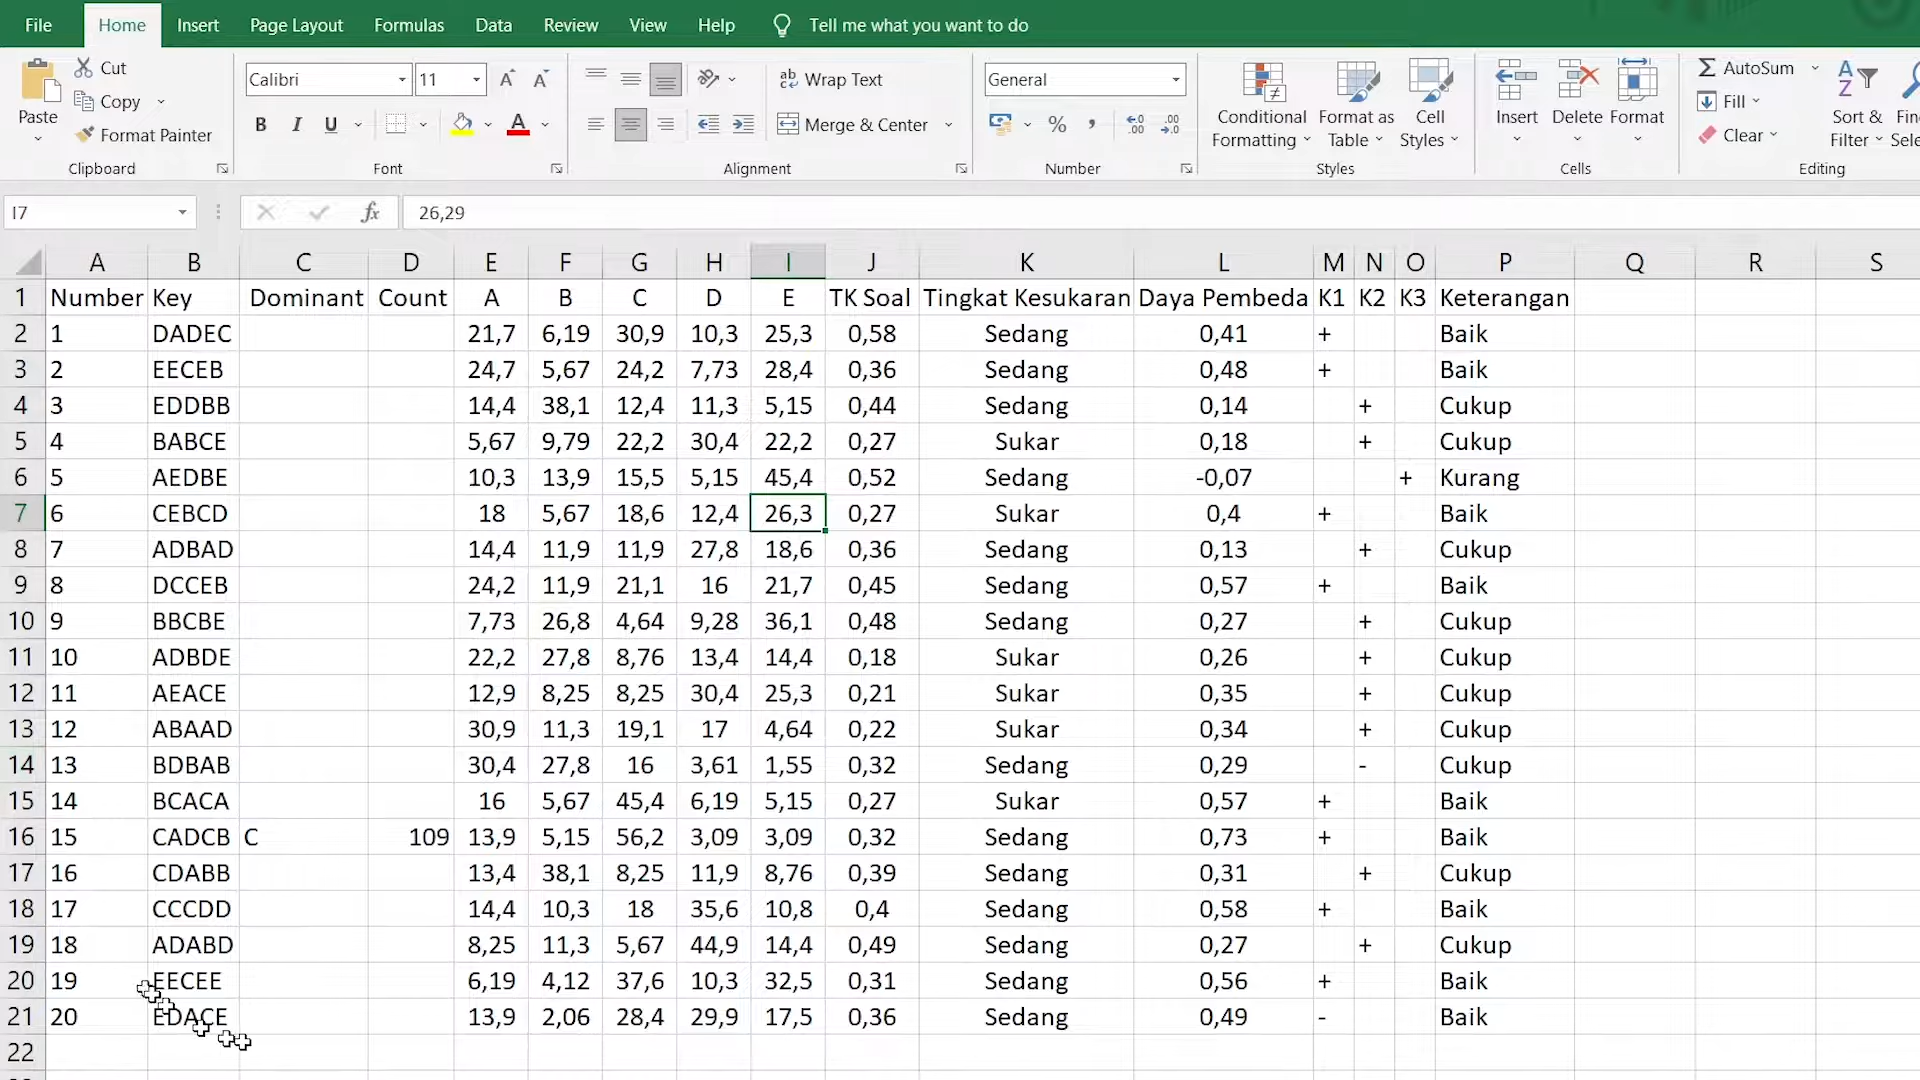 File Home Insert Page Layout Formulas Data Review View Help Tell me what you want to do
Paste Cut Copy Format Painter Clipboard
Calibri 11 A A B I U A Font
ab Wrap Text Merge & Center Alignment
General % , Number
Conditional Formatting Format as Table Cell Styles Styles
Insert Delete Format Cells
AutoSum Fill Clear Sort & Filter Editing
I7 fx 26,29
A B C D E F G H I J K L M N O P Q R S
1 Number Key Dominant Count A B C D E TK Soal Tingkat Kesukaran Daya Pembeda K1 K2 K3 Keterangan
2 1 DADEC 21,7 6,19 30,9 10,3 25,3 0,58 Sedang 0,41 + Baik
3 2 EECEB 24,7 5,67 24,2 7,73 28,4 0,36 Sedang 0,48 + Baik
4 3 EDDBB 14,4 38,1 12,4 11,3 5,15 0,44 Sedang 0,14 + Cukup
5 4 BABCE 5,67 9,79 22,2 30,4 22,2 0,27 Sukar 0,18 + Cukup
6 5 AEDBE 10,3 13,9 15,5 5,15 45,4 0,52 Sedang -0,07 + Kurang
7 6 CEBCD 18 5,67 18,6 12,4 26,3 0,27 Sukar 0,4 + Baik
8 7 ADBAD 14,4 11,9 11,9 27,8 18,6 0,36 Sedang 0,13 + Cukup
9 8 DCCEB 24,2 11,9 21,1 16 21,7 0,45 Sedang 0,57 + Baik
10 9 BBCBE 7,73 26,8 4,64 9,28 36,1 0,48 Sedang 0,27 + Cukup
11 10 ADBDE 22,2 27,8 8,76 13,4 14,4 0,18 Sukar 0,26 + Cukup
12 11 AEACE 12,9 8,25 8,25 30,4 25,3 0,21 Sukar 0,35 + Cukup
13 12 ABAAD 30,9 11,3 19,1 17 4,64 0,22 Sukar 0,34 + Cukup
14 13 BDBAB 30,4 27,8 16 3,61 1,55 0,32 Sedang 0,29 - Cukup
15 14 BCACA 16 5,67 45,4 6,19 5,15 0,27 Sukar 0,57 + Baik
16 15 CADCB C 109 13,9 5,15 56,2 3,09 3,09 0,32 Sedang 0,73 + Baik
17 16 CDABB 13,4 38,1 8,25 11,9 8,76 0,39 Sedang 0,31 + Cukup
18 17 CCCDD 14,4 10,3 18 35,6 10,8 0,4 Sedang 0,58 + Baik
19 18 ADABD 8,25 11,3 5,67 44,9 14,4 0,49 Sedang 0,27 + Cukup
20 19 EECEE 6,19 4,12 37,6 10,3 32,5 0,31 Sedang 0,56 + Baik
21 20 EDACE 13,9 2,06 28,4 29,9 17,5 0,36 Sedang 0,49 - Baik
22